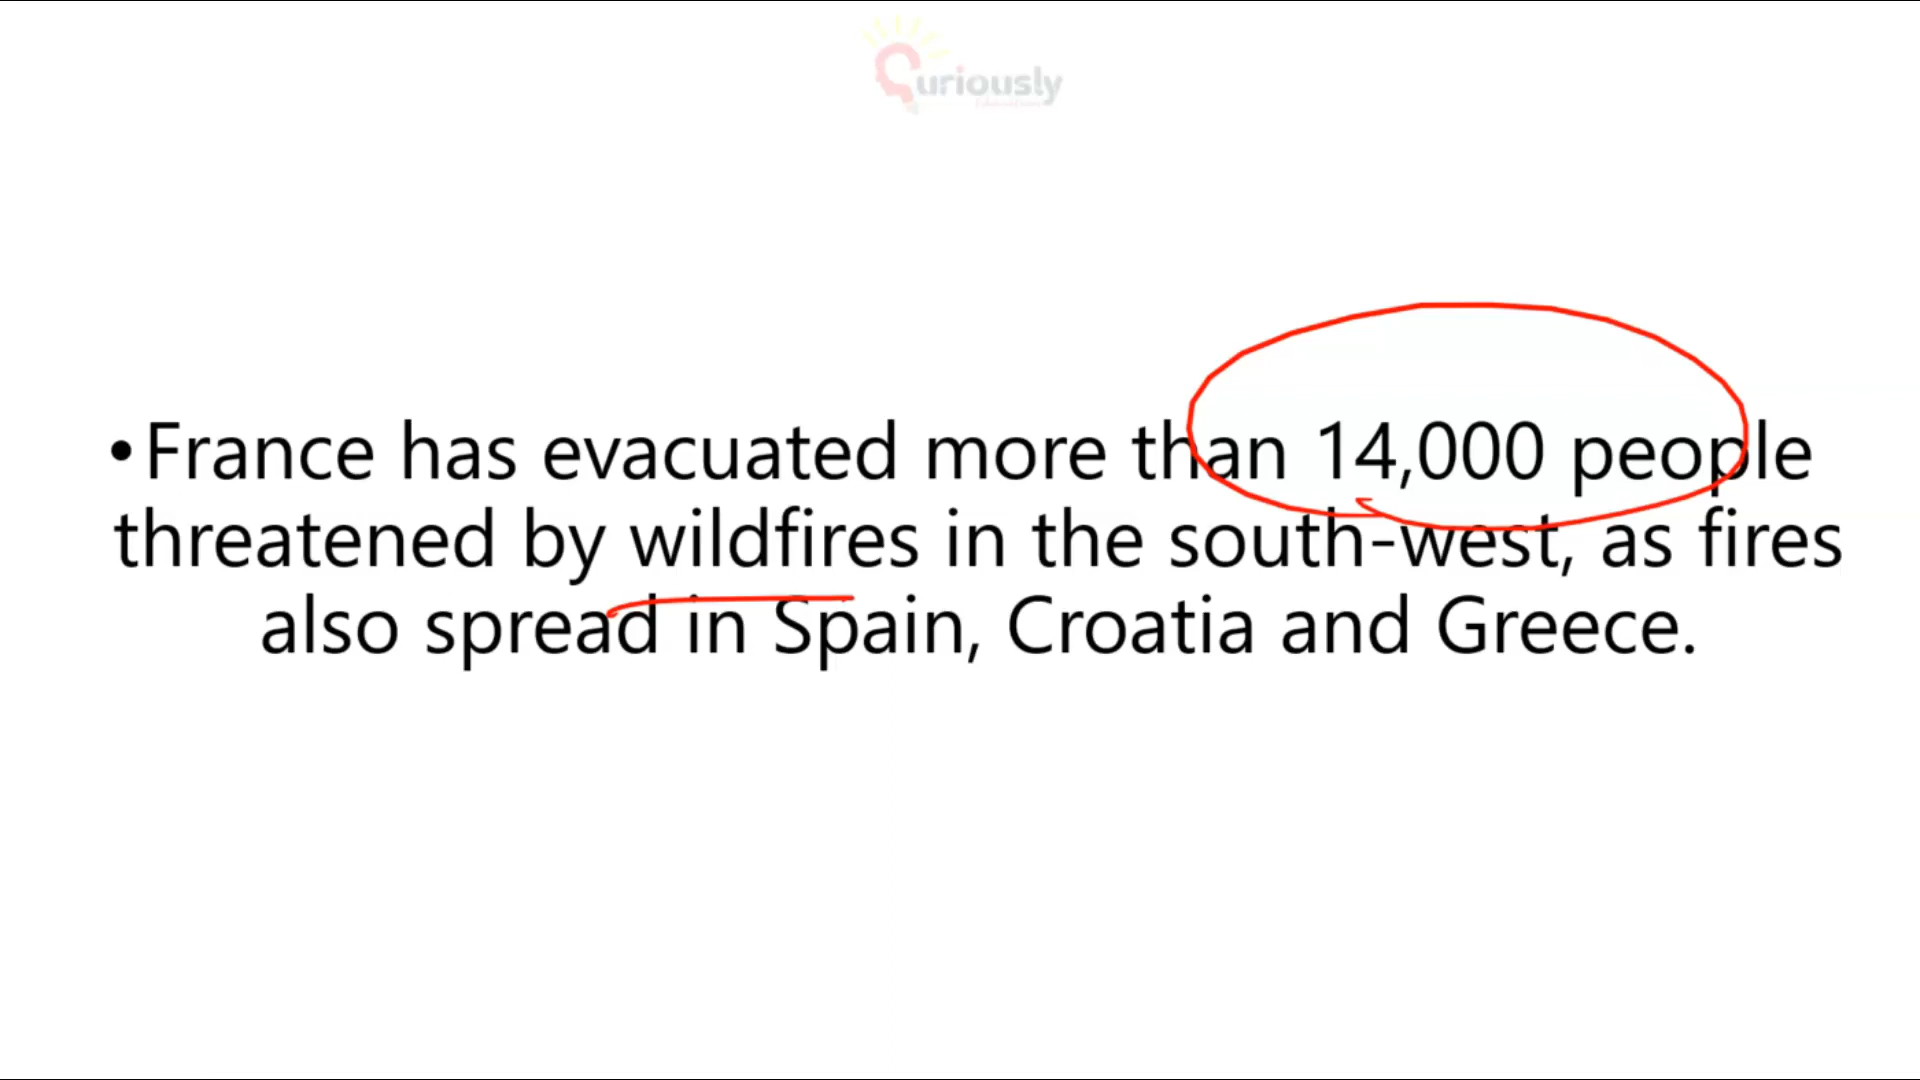 Curiously
•France has evacuated more than 14,000 people
threatened by wildfires in the south-west, as fires
also spread in Spain, Croatia and Greece.